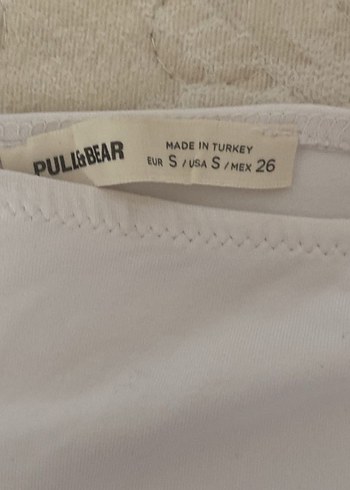 PULL&BEAR
MADE IN TURKEY
EUR S / USA S / MEX 26